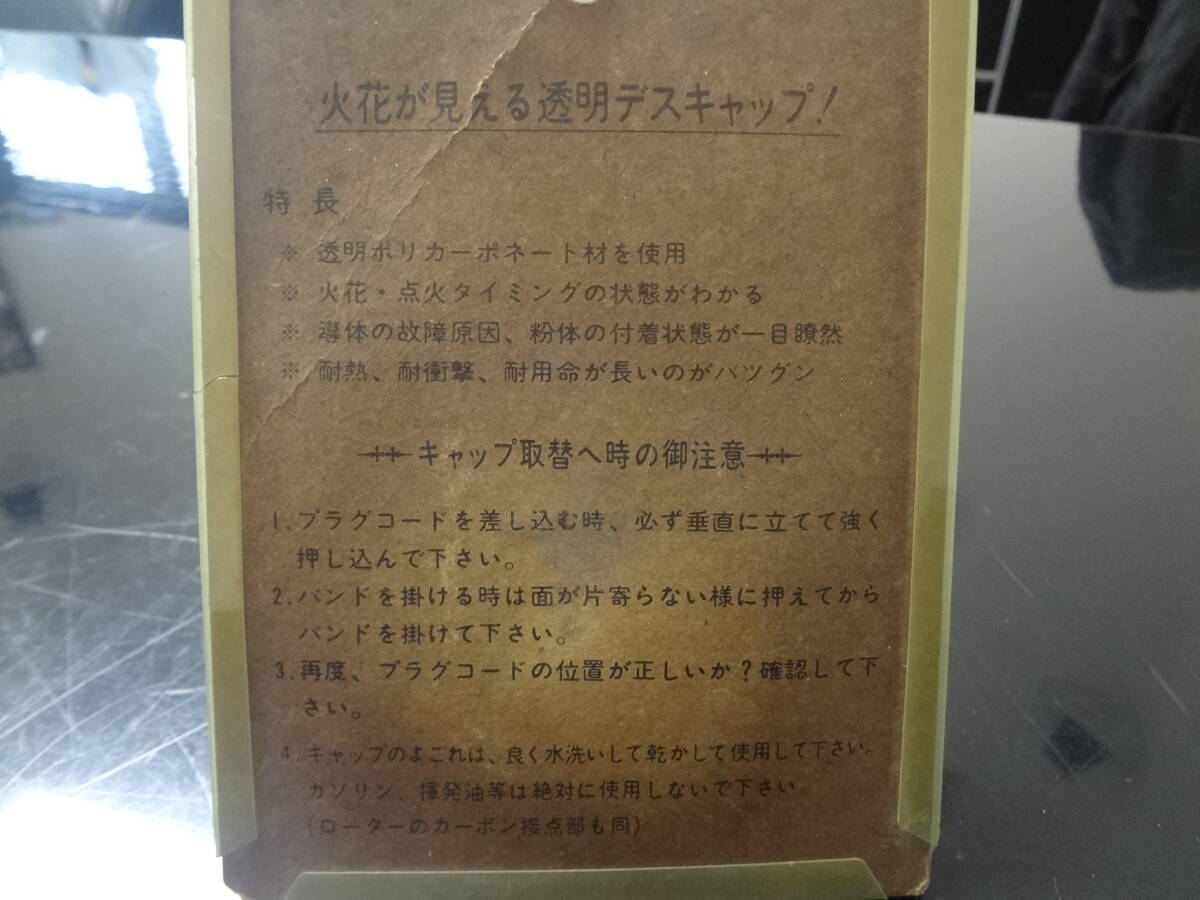 火花が見える透明デスキャップ!
特長
※ 透明ポリカーボネート材を使用
※ 火花・点火タイミングの状態がわかる
※ 導体の故障原因、粉体の付着状態が一目瞭然
※ 耐熱、耐衝撃、耐用命が長いのがバツグン
キャップ取替へ時の御注意
1. プラグコードを差し込む時、必ず垂直に立てて強く
押し込んで下さい。
2. バンドを掛ける時は面が片寄らない様に押えてから
バンドを掛けて下さい。
3. 再度、プラグコードの位置が正しいか?確認して下
さい。
4. キャップのよごれは、良く水洗いして乾かして使用して下さい。
ガソリン、揮発油等は絶対に使用しないで下さい。
(ローターのカーボン接点部も同)